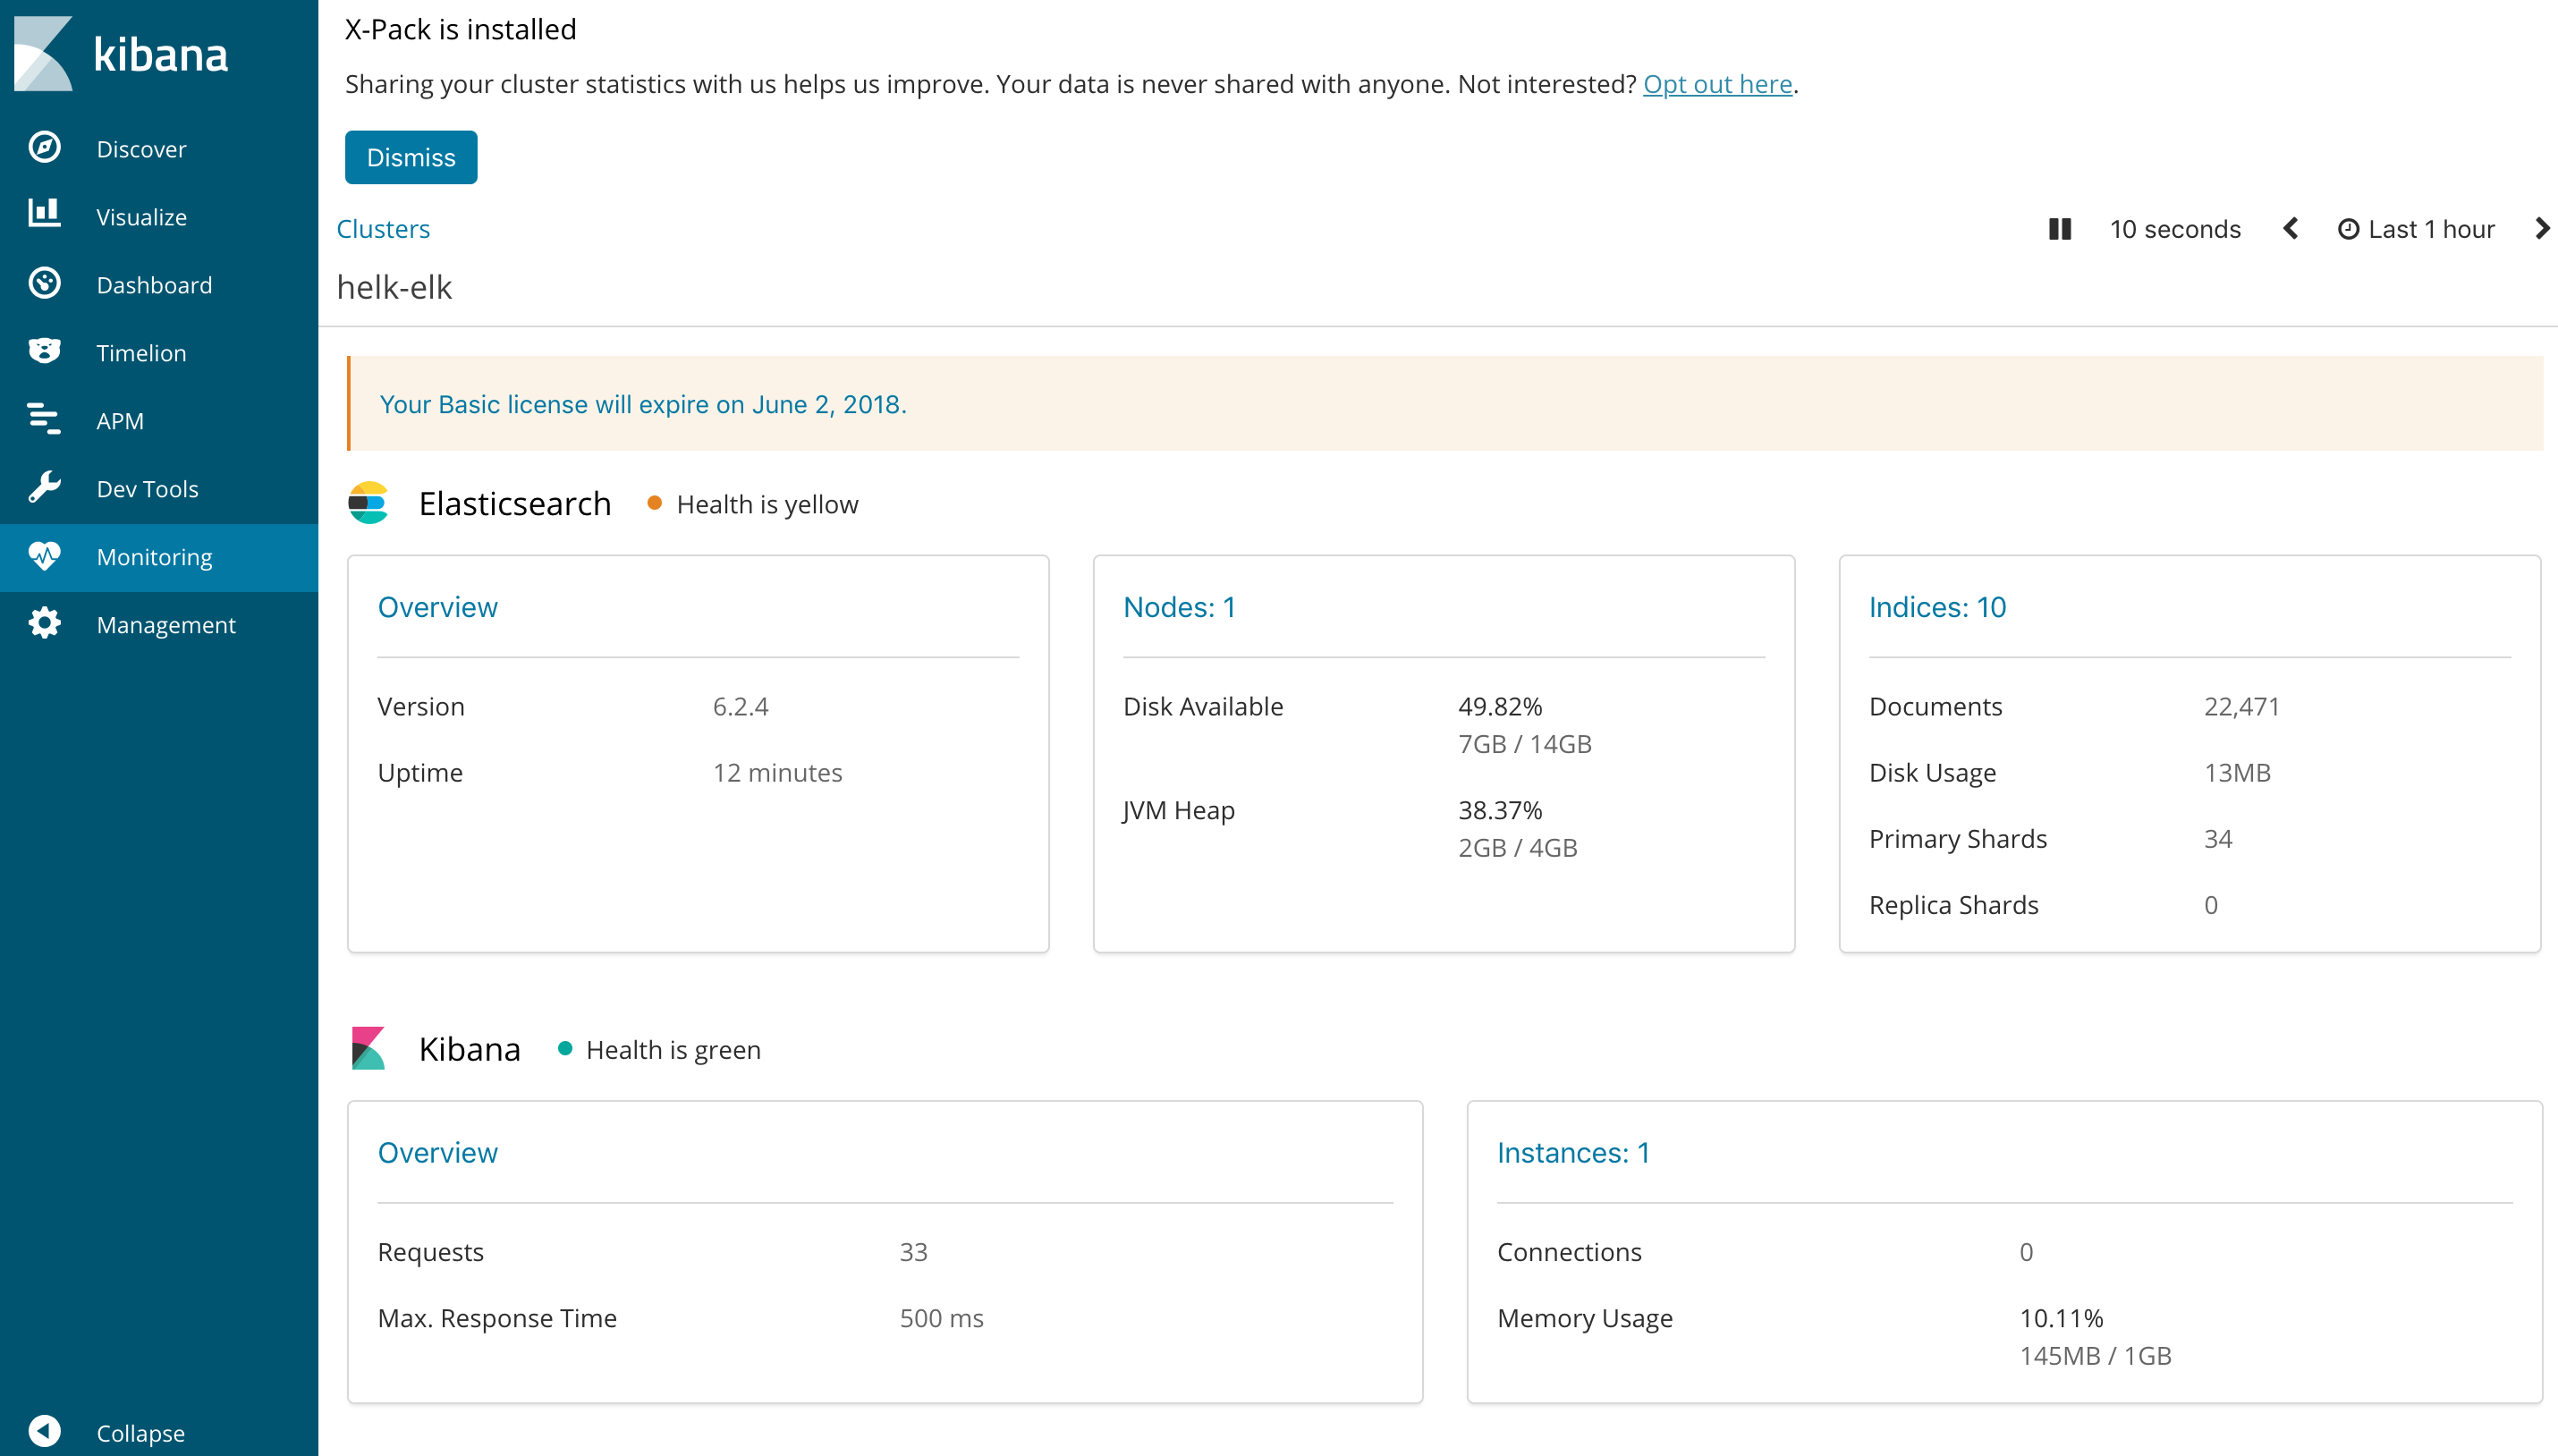 kibana
Discover
Visualize
Dashboard
Timelion
APM
Dev Tools
Monitoring
Management
Collapse
X-Pack is installed
Sharing your cluster statistics with us helps us improve. Your data is never shared with anyone. Not interested? Opt out here.
Dismiss
Clusters 10 seconds Last 1 hour
helk-elk
Your Basic license will expire on June 2, 2018.
Elasticsearch Health is yellow
Overview
Version 6.2.4
Uptime 12 minutes
Nodes: 1
Disk Available 49.82%
7GB / 14GB
JVM Heap 38.37%
2GB / 4GB
Indices: 10
Documents 22,471
Disk Usage 13MB
Primary Shards 34
Replica Shards 0
Kibana Health is green
Overview
Requests 33
Max. Response Time 500 ms
Instances: 1
Connections 0
Memory Usage 10.11%
145MB / 1GB